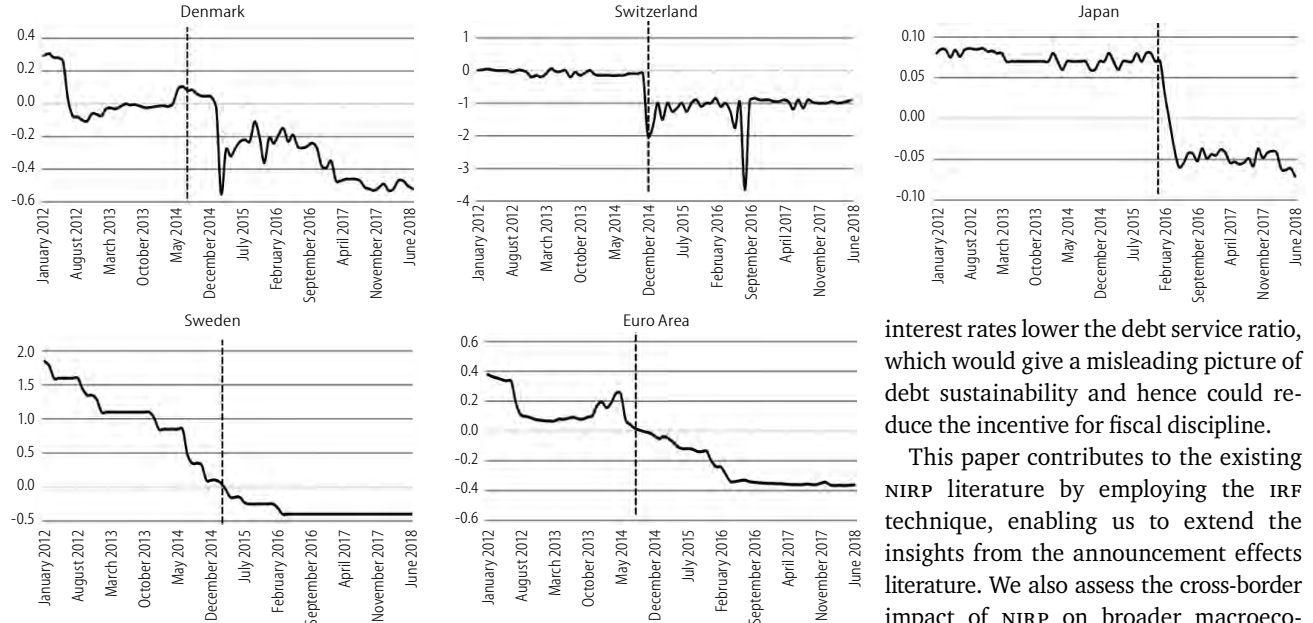 Denmark
0.4
0.2
0.0
-0.2
-0.4
-0.6
January 2012
August 2012
March 2013
October 2013
May 2014
December 2014
July 2015
February 2016
September 2016
April 2017
November 2017
June 2018
Switzerland
1
0
-1
-2
-3
-4
January 2012
August 2012
March 2013
October 2013
May 2014
December 2014
July 2015
February 2016
September 2016
April 2017
November 2017
June 2018
Japan
0.10
0.05
0.00
-0.05
-0.10
January 2012
August 2012
March 2013
October 2013
May 2014
December 2014
July 2015
February 2016
September 2016
April 2017
November 2017
June 2018
Sweden
2.0
1.5
1.0
0.5
0.0
-0.5
January 2012
August 2012
March 2013
October 2013
May 2014
December 2014
July 2015
February 2016
September 2016
April 2017
November 2017
June 2018
Euro Area
0.6
0.4
0.2
0.0
-0.2
-0.4
-0.6
January 2012
August 2012
March 2013
October 2013
May 2014
December 2014
July 2015
February 2016
September 2016
April 2017
November 2017
June 2018
interest rates lower the debt service ratio,
which would give a misleading picture of
debt sustainability and hence could re-
duce the incentive for fiscal discipline.
This paper contributes to the existing
NIRP literature by employing the IRF
technique, enabling us to extend the
insights from the announcement effects
literature. We also assess the cross-border
impact of NIRP on broader macroeco-